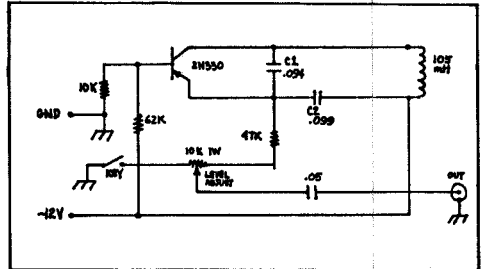 2N330
C1
.094
105
mH
10K
GND
62K
C2
.099
47K
10K 1W
KEY
LEVEL
ADJUST
.05
OUT
-12V